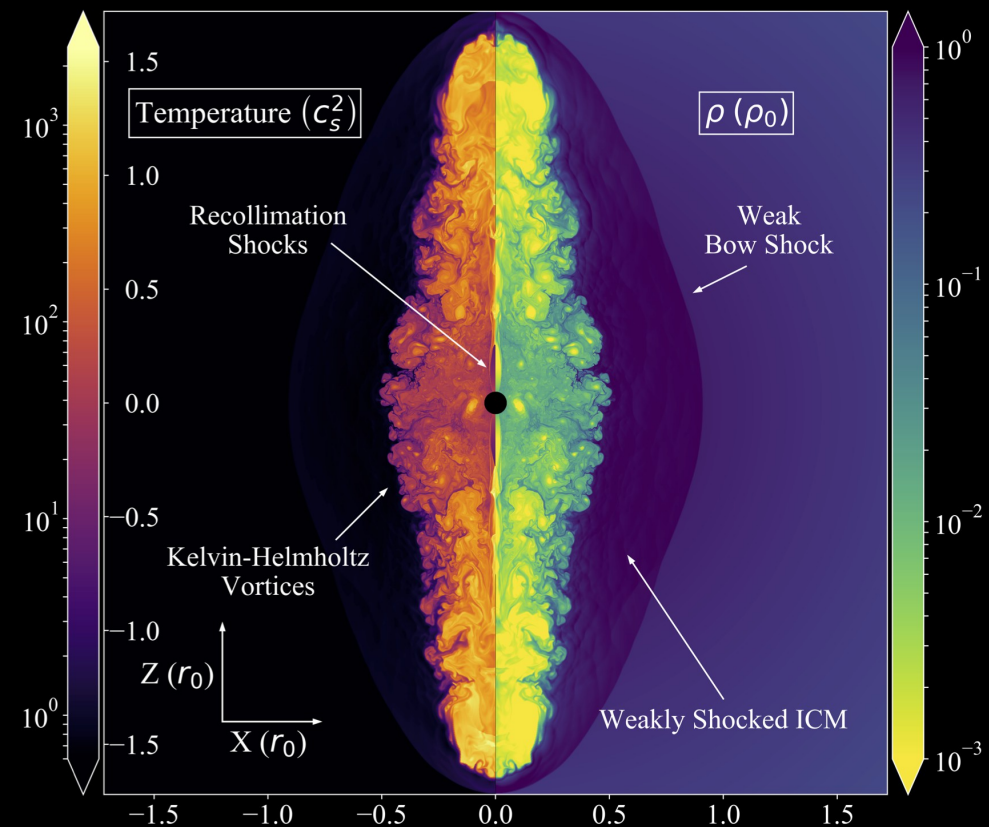 Temperature (c_s^2)
ρ (ρ_0)
Recollimation
Shocks
Weak
Bow Shock
Kelvin-Helmholtz
Vortices
Weakly Shocked ICM
Z (r_0)
X (r_0)
10^3
10^2
10^1
10^0
1.5
1.0
0.5
0.0
−0.5
−1.0
−1.5
−1.5 −1.0 −0.5 0.0 0.5 1.0 1.5
10^0
10^−1
10^−2
10^−3